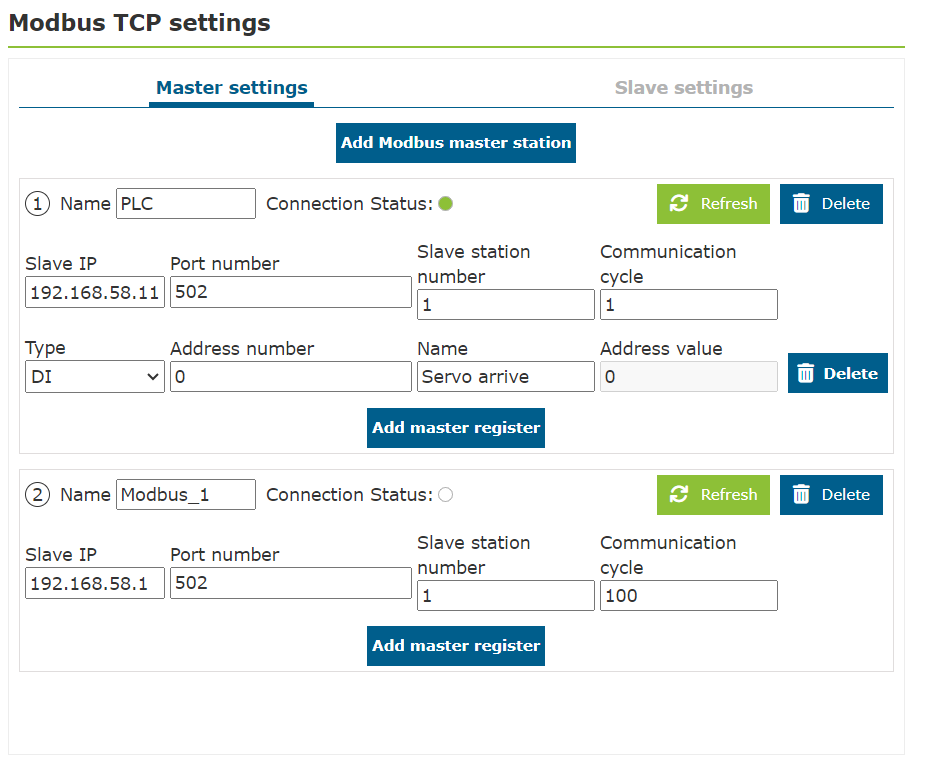 Modbus TCP settings
Master settings Slave settings
Add Modbus master station
1 Name PLC Connection Status: Refresh Delete
Slave IP Port number Slave station number Communication cycle
192.168.58.11 502 1 1
Type Address number Name Address value
DI 0 Servo arrive 0 Delete
Add master register
2 Name Modbus_1 Connection Status: Refresh Delete
Slave IP Port number Slave station number Communication cycle
192.168.58.1 502 1 100
Add master register